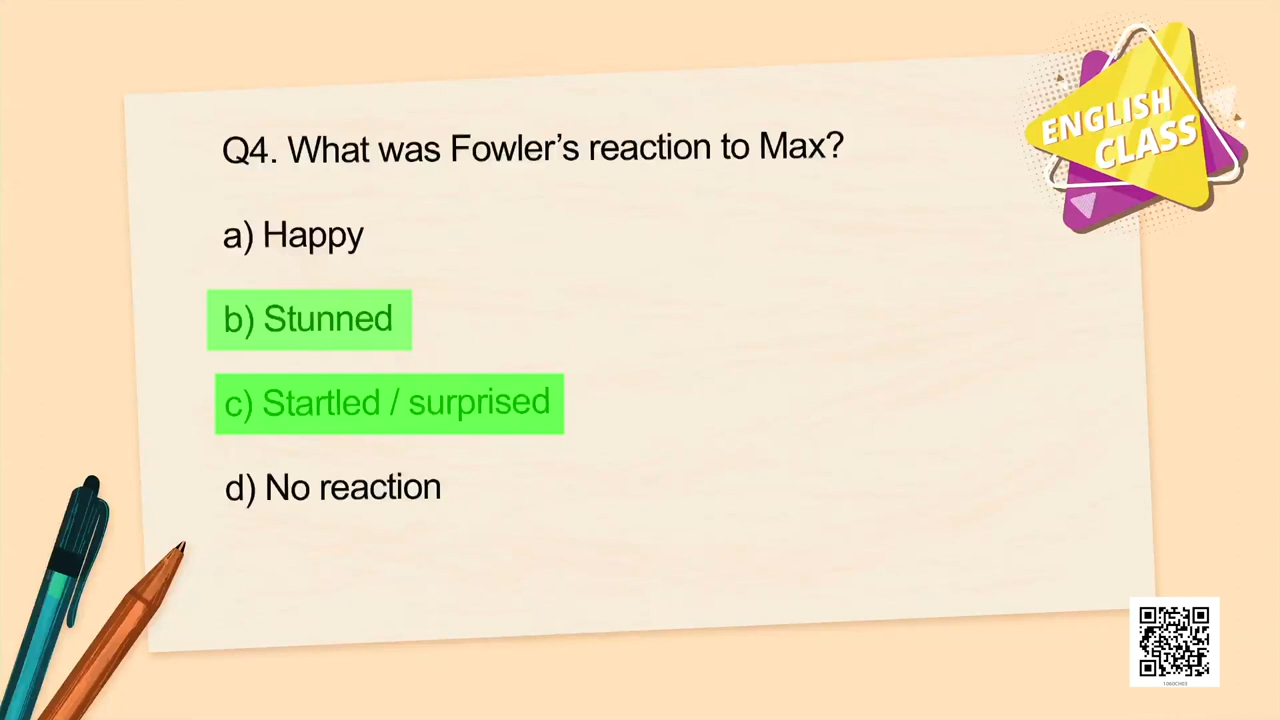 ENGLISH
CLASS
Q4. What was Fowler’s reaction to Max?
a) Happy
b) Stunned
c) Startled / surprised
d) No reaction